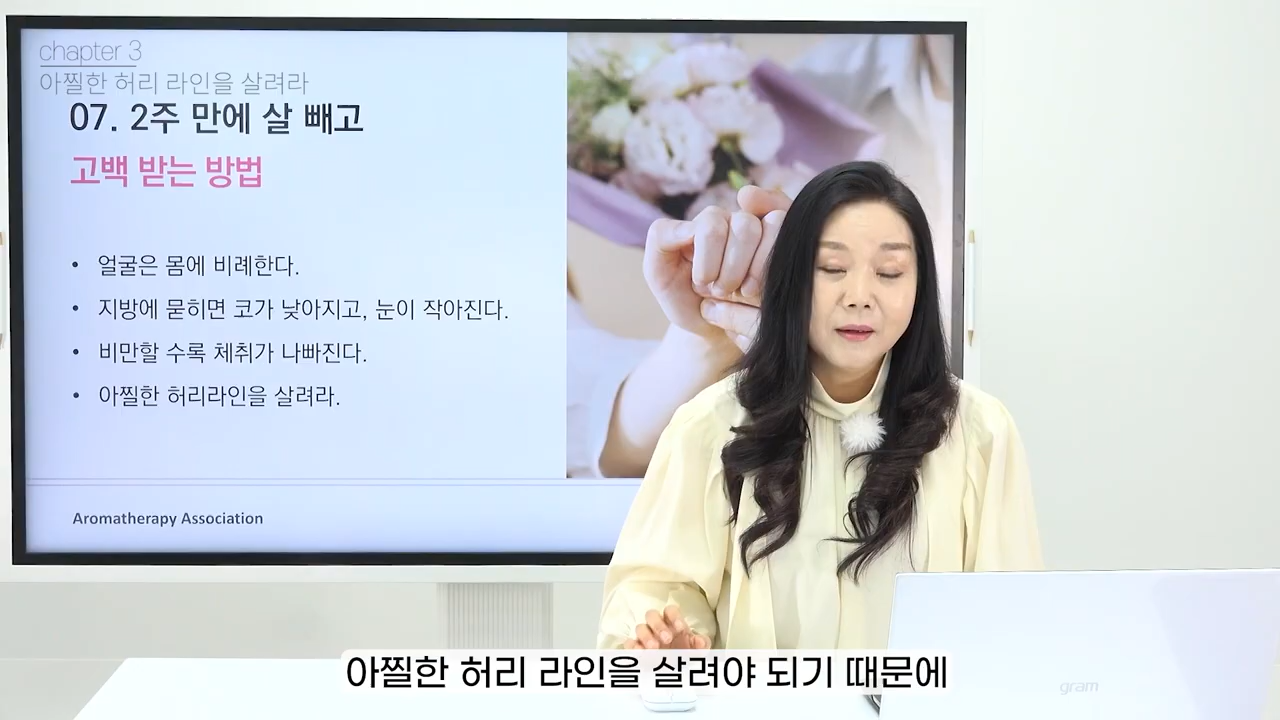 chapter 3
아찔한 허리 라인을 살려라
07. 2주 만에 살 빼고
고백 받는 방법
• 얼굴은 몸에 비례한다.
• 지방에 묻히면 코가 낮아지고, 눈이 작아진다.
• 비만할 수록 체취가 나빠진다.
• 아찔한 허리라인을 살려라.
Aromatherapy Association
아찔한 허리 라인을 살려야 되기 때문에
gram